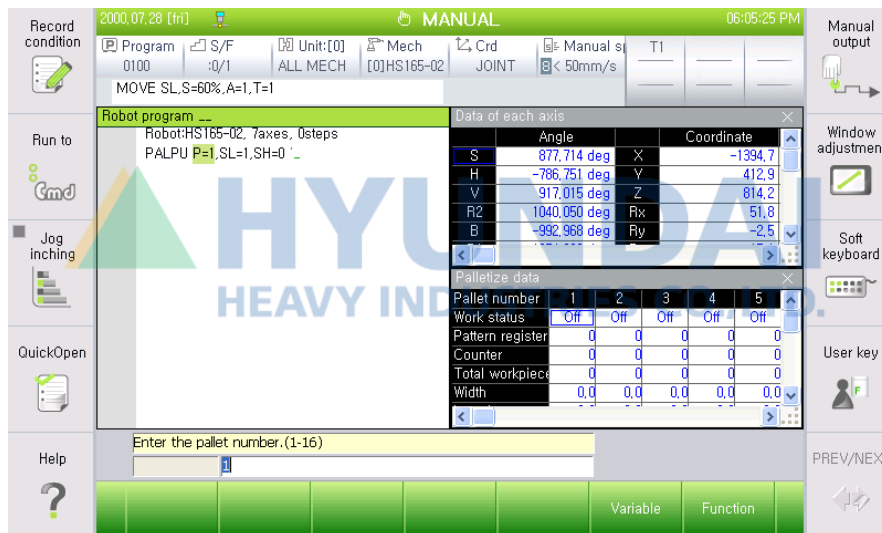 Record condition
Run to
Cmd
Jog inching
QuickOpen
Help
2000,07,28 [fri] MANUAL 06:05:25 PM
P Program S/F Unit:[0] Mech Crd Manual s T1
0100 :0/1 ALL MECH [0]HS165-02 JOINT 8 < 50mm/s
MOVE SL,S=60%,A=1,T=1
Robot program __
Robot:HS165-02, 7axes, 0steps
PALPU P=1,SL=1,SH=0 '_
Data of each axis
Angle Coordinate
S 877,714 deg X -1394,7
H -786,751 deg Y 412,9
V 917,015 deg Z 814,2
R2 1040,050 deg Rx 51,8
B -992,968 deg Ry -2,5
Palletize data
Pallet number 1 2 3 4 5
Work status Off Off Off Off Off
Pattern register 0 0 0 0 0
Counter 0 0 0 0 0
Total workpiece 0 0 0 0 0
Width 0,0 0,0 0,0 0,0 0,0
HYUNDAI
HEAVY INDUSTRIES CO., LTD.
Enter the pallet number.(1-16)
1
Variable Function
Manual output
Window adjustmen
Soft keyboard
User key
F
PREV/NEX